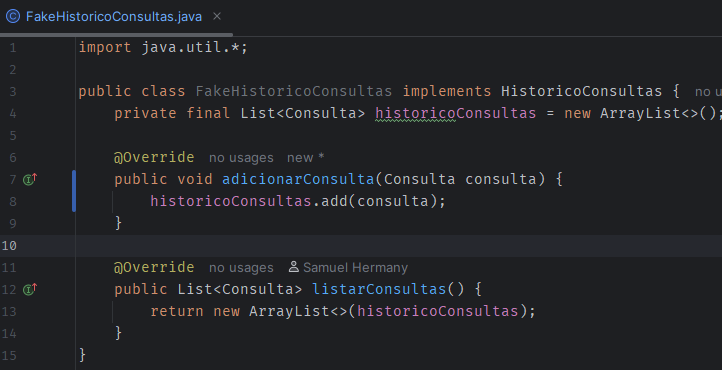 FakeHistoricoConsultas.java
1 import java.util.*;
2
3 public class FakeHistoricoConsultas implements HistoricoConsultas { no u
4 private final List<Consulta> historicoConsultas = new ArrayList<>();
5
6 @Override no usages new *
7 public void adicionarConsulta(Consulta consulta) {
8 historicoConsultas.add(consulta);
9 }
10
11 @Override no usages Samuel Hermany
12 public List<Consulta> listarConsultas() {
13 return new ArrayList<>(historicoConsultas);
14 }
15 }